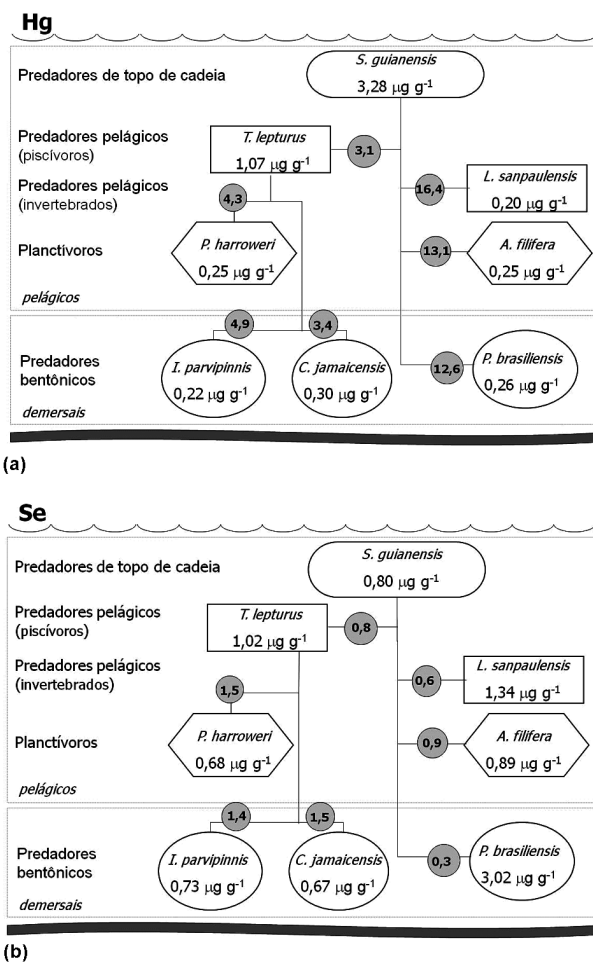 Hg
Predadores de topo de cadeia
S. guianensis
3,28 µg g-1
Predadores pelágicos
(piscívoros)
T. lepturus
1,07 µg g-1
3,1
Predadores pelágicos
(invertebrados)
4,3
16,4
L. sanpaulensis
0,20 µg g-1
Planctívoros
P. harroweri
0,25 µg g-1
13,1
A. filifera
0,25 µg g-1
pelágicos
4,9
3,4
Predadores
bentônicos
I. parvipinnis
0,22 µg g-1
C. jamaicensis
0,30 µg g-1
12,6
P. brasiliensis
0,26 µg g-1
demersais
(a)
Se
Predadores de topo de cadeia
S. guianensis
0,80 µg g-1
Predadores pelágicos
(piscívoros)
T. lepturus
1,02 µg g-1
0,8
Predadores pelágicos
(invertebrados)
1,5
0,6
L. sanpaulensis
1,34 µg g-1
Planctívoros
P. harroweri
0,68 µg g-1
0,9
A. filifera
0,89 µg g-1
pelágicos
1,4
1,5
Predadores
bentônicos
I. parvipinnis
0,73 µg g-1
C. jamaicensis
0,67 µg g-1
0,3
P. brasiliensis
3,02 µg g-1
demersais
(b)